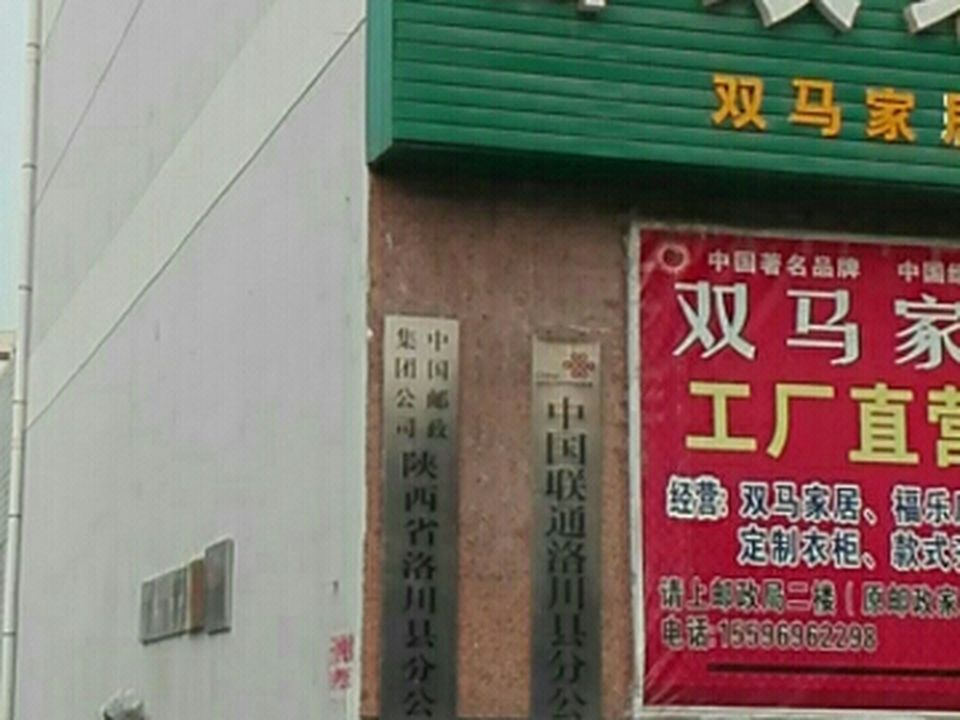 双马家居
中国邮政
集团公司
陕西省洛川县分公
中国联通洛川县分公
中国著名品牌 中国
双马家
工厂直营
经营: 双马家居、福乐
定制衣柜、款式
请上邮政局二楼(原邮政家
电话:15596962298